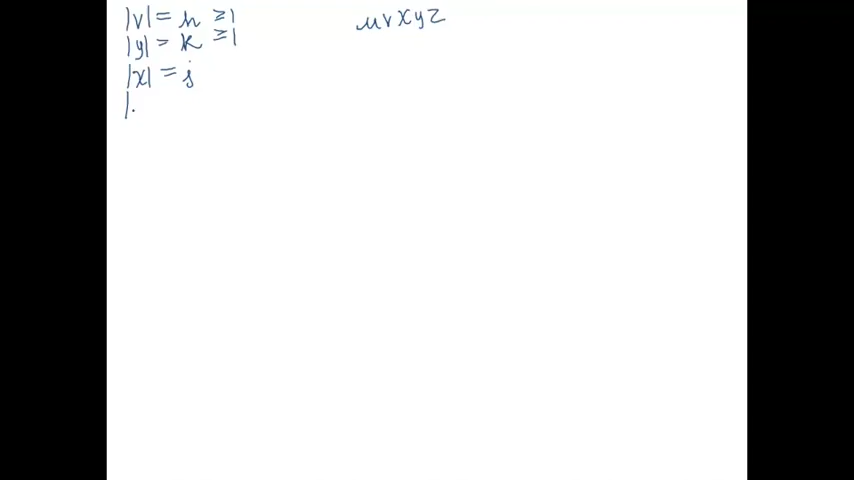 |v| = n ≥ 1
|y| = k ≥ 1
|x| = j
|.
uvxyz